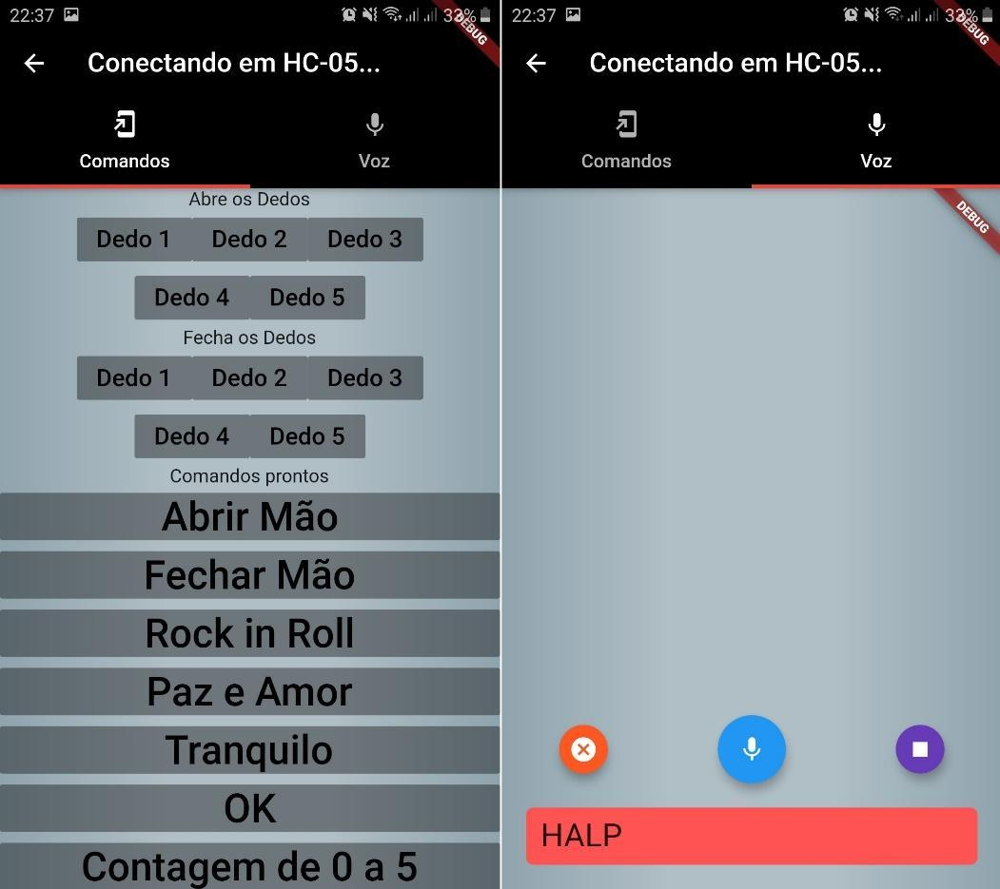 22:37 33%
DEBUG
Conectando em HC-05...
Comandos Voz
Abre os Dedos
Dedo 1 Dedo 2 Dedo 3
Dedo 4 Dedo 5
Fecha os Dedos
Dedo 1 Dedo 2 Dedo 3
Dedo 4 Dedo 5
Comandos prontos
Abrir Mão
Fechar Mão
Rock in Roll
Paz e Amor
Tranquilo
OK
Contagem de 0 a 5
22:37 33%
DEBUG
Conectando em HC-05...
Comandos Voz
DEBUG
HALP